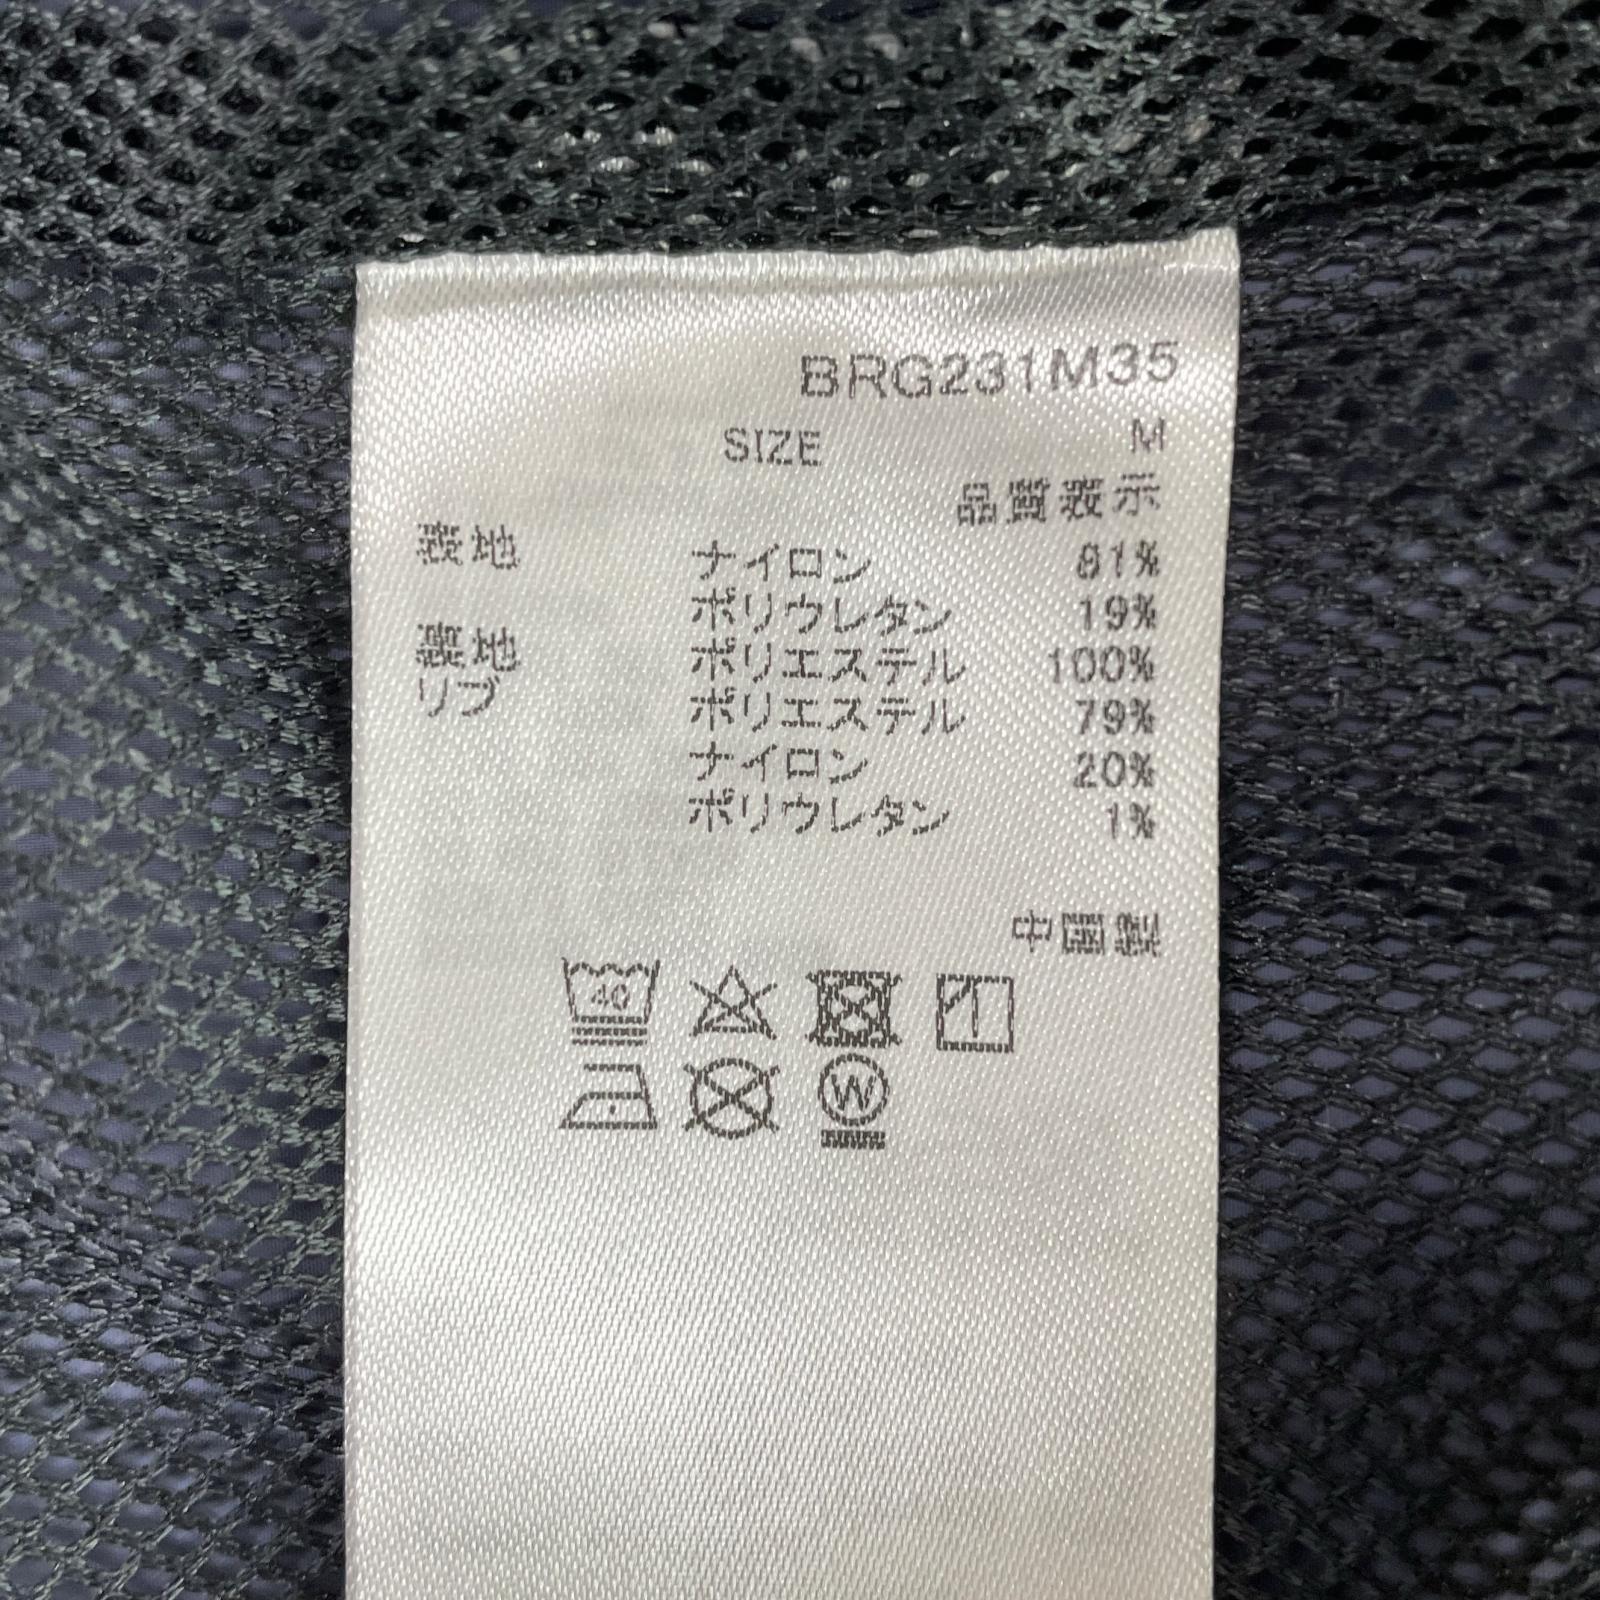 BRG231M35
SIZE M
品質表示
表地 ナイロン 81%
ポリウレタン 19%
裏地 ポリエステル 100%
リブ ポリエステル 79%
ナイロン 20%
ポリウレタン 1%
中国製
40
W